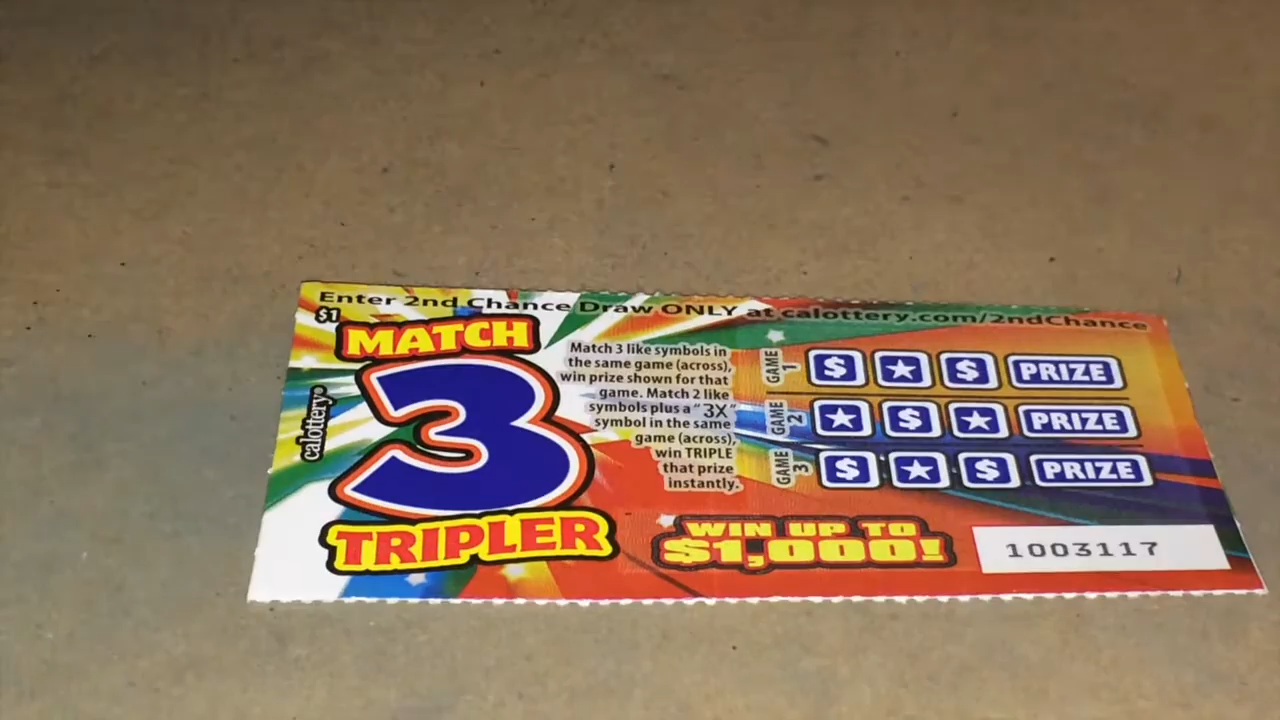 Enter 2nd Chance Draw ONLY at calottery.com/2ndChance
$1
MATCH
3
TRIPLER
calottery
Match 3 like symbols in
the same game (across),
win prize shown for that
game. Match 2 like
symbols plus a "3X"
symbol in the same
game (across),
win TRIPLE
that prize
instantly.
GAME 1 $ ★ $ PRIZE
GAME 2 ★ $ ★ PRIZE
GAME 3 $ ★ $ PRIZE
WIN UP TO
$1,000!
1003117